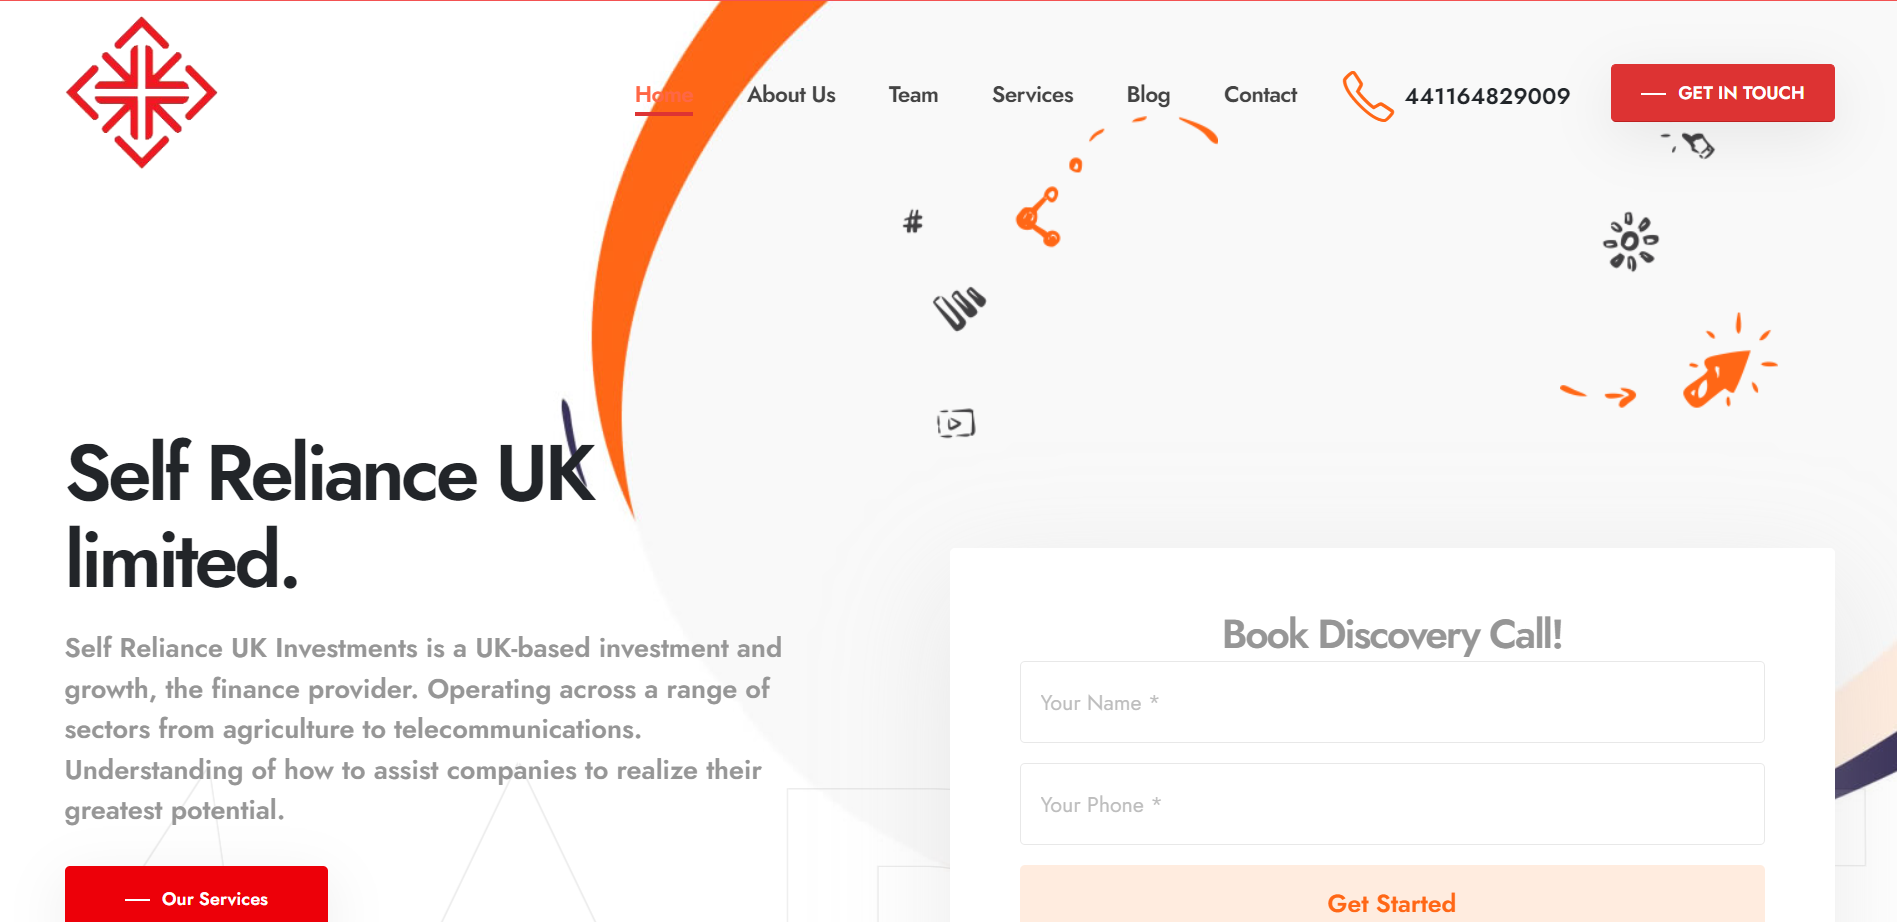 Home
About Us
Team
Services
Blog
Contact
441164829009
GET IN TOUCH
#
Self Reliance UK
limited.
Self Reliance UK Investments is a UK-based investment and
growth, the finance provider. Operating across a range of
sectors from agriculture to telecommunications.
Understanding of how to assist companies to realize their
greatest potential.
Our Services
Book Discovery Call!
Your Name *
Your Phone *
Get Started